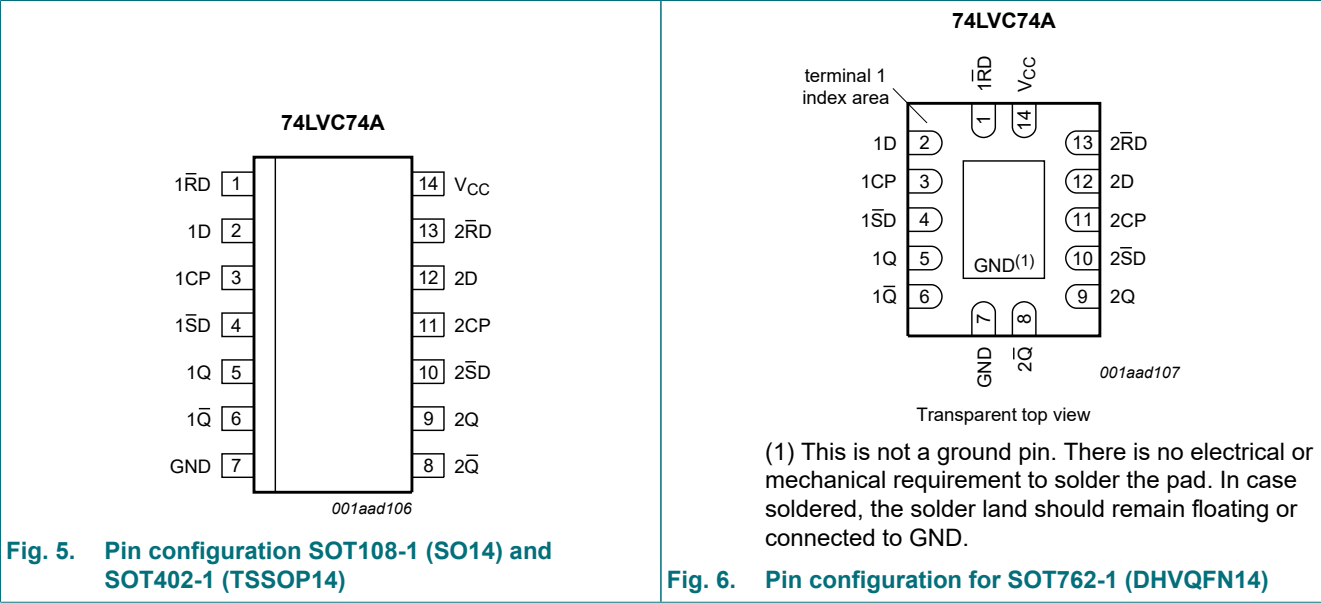 74LVC74A
1R̅D 1
1D 2
1CP 3
1S̅D 4
1Q 5
1Q̅ 6
GND 7
14 VCC
13 2R̅D
12 2D
11 2CP
10 2S̅D
9 2Q
8 2Q̅
001aad106
Fig. 5. Pin configuration SOT108-1 (SO14) and
SOT402-1 (TSSOP14)
74LVC74A
terminal 1
index area
1R̅D
VCC
1
14
1D 2
1CP 3
1S̅D 4
1Q 5
1Q̅ 6
13 2R̅D
12 2D
11 2CP
10 2S̅D
9 2Q
GND(1)
7
8
GND
2Q̅
001aad107
Transparent top view
(1) This is not a ground pin. There is no electrical or
mechanical requirement to solder the pad. In case
soldered, the solder land should remain floating or
connected to GND.
Fig. 6. Pin configuration for SOT762-1 (DHVQFN14)